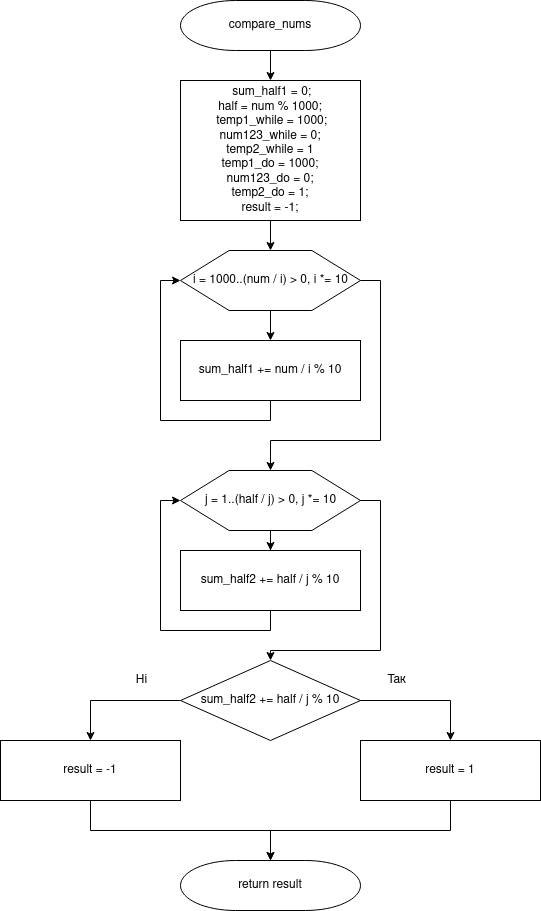 compare_nums
sum_half1 = 0;
half = num % 1000;
temp1_while = 1000;
num123_while = 0;
temp2_while = 1
temp1_do = 1000;
num123_do = 0;
temp2_do = 1;
result = -1;
i = 1000..(num / i) > 0, i *= 10
sum_half1 += num / i % 10
j = 1..(half / j) > 0, j *= 10
sum_half2 += half / j % 10
Ні
Так
sum_half2 += half / j % 10
result = -1
result = 1
return result